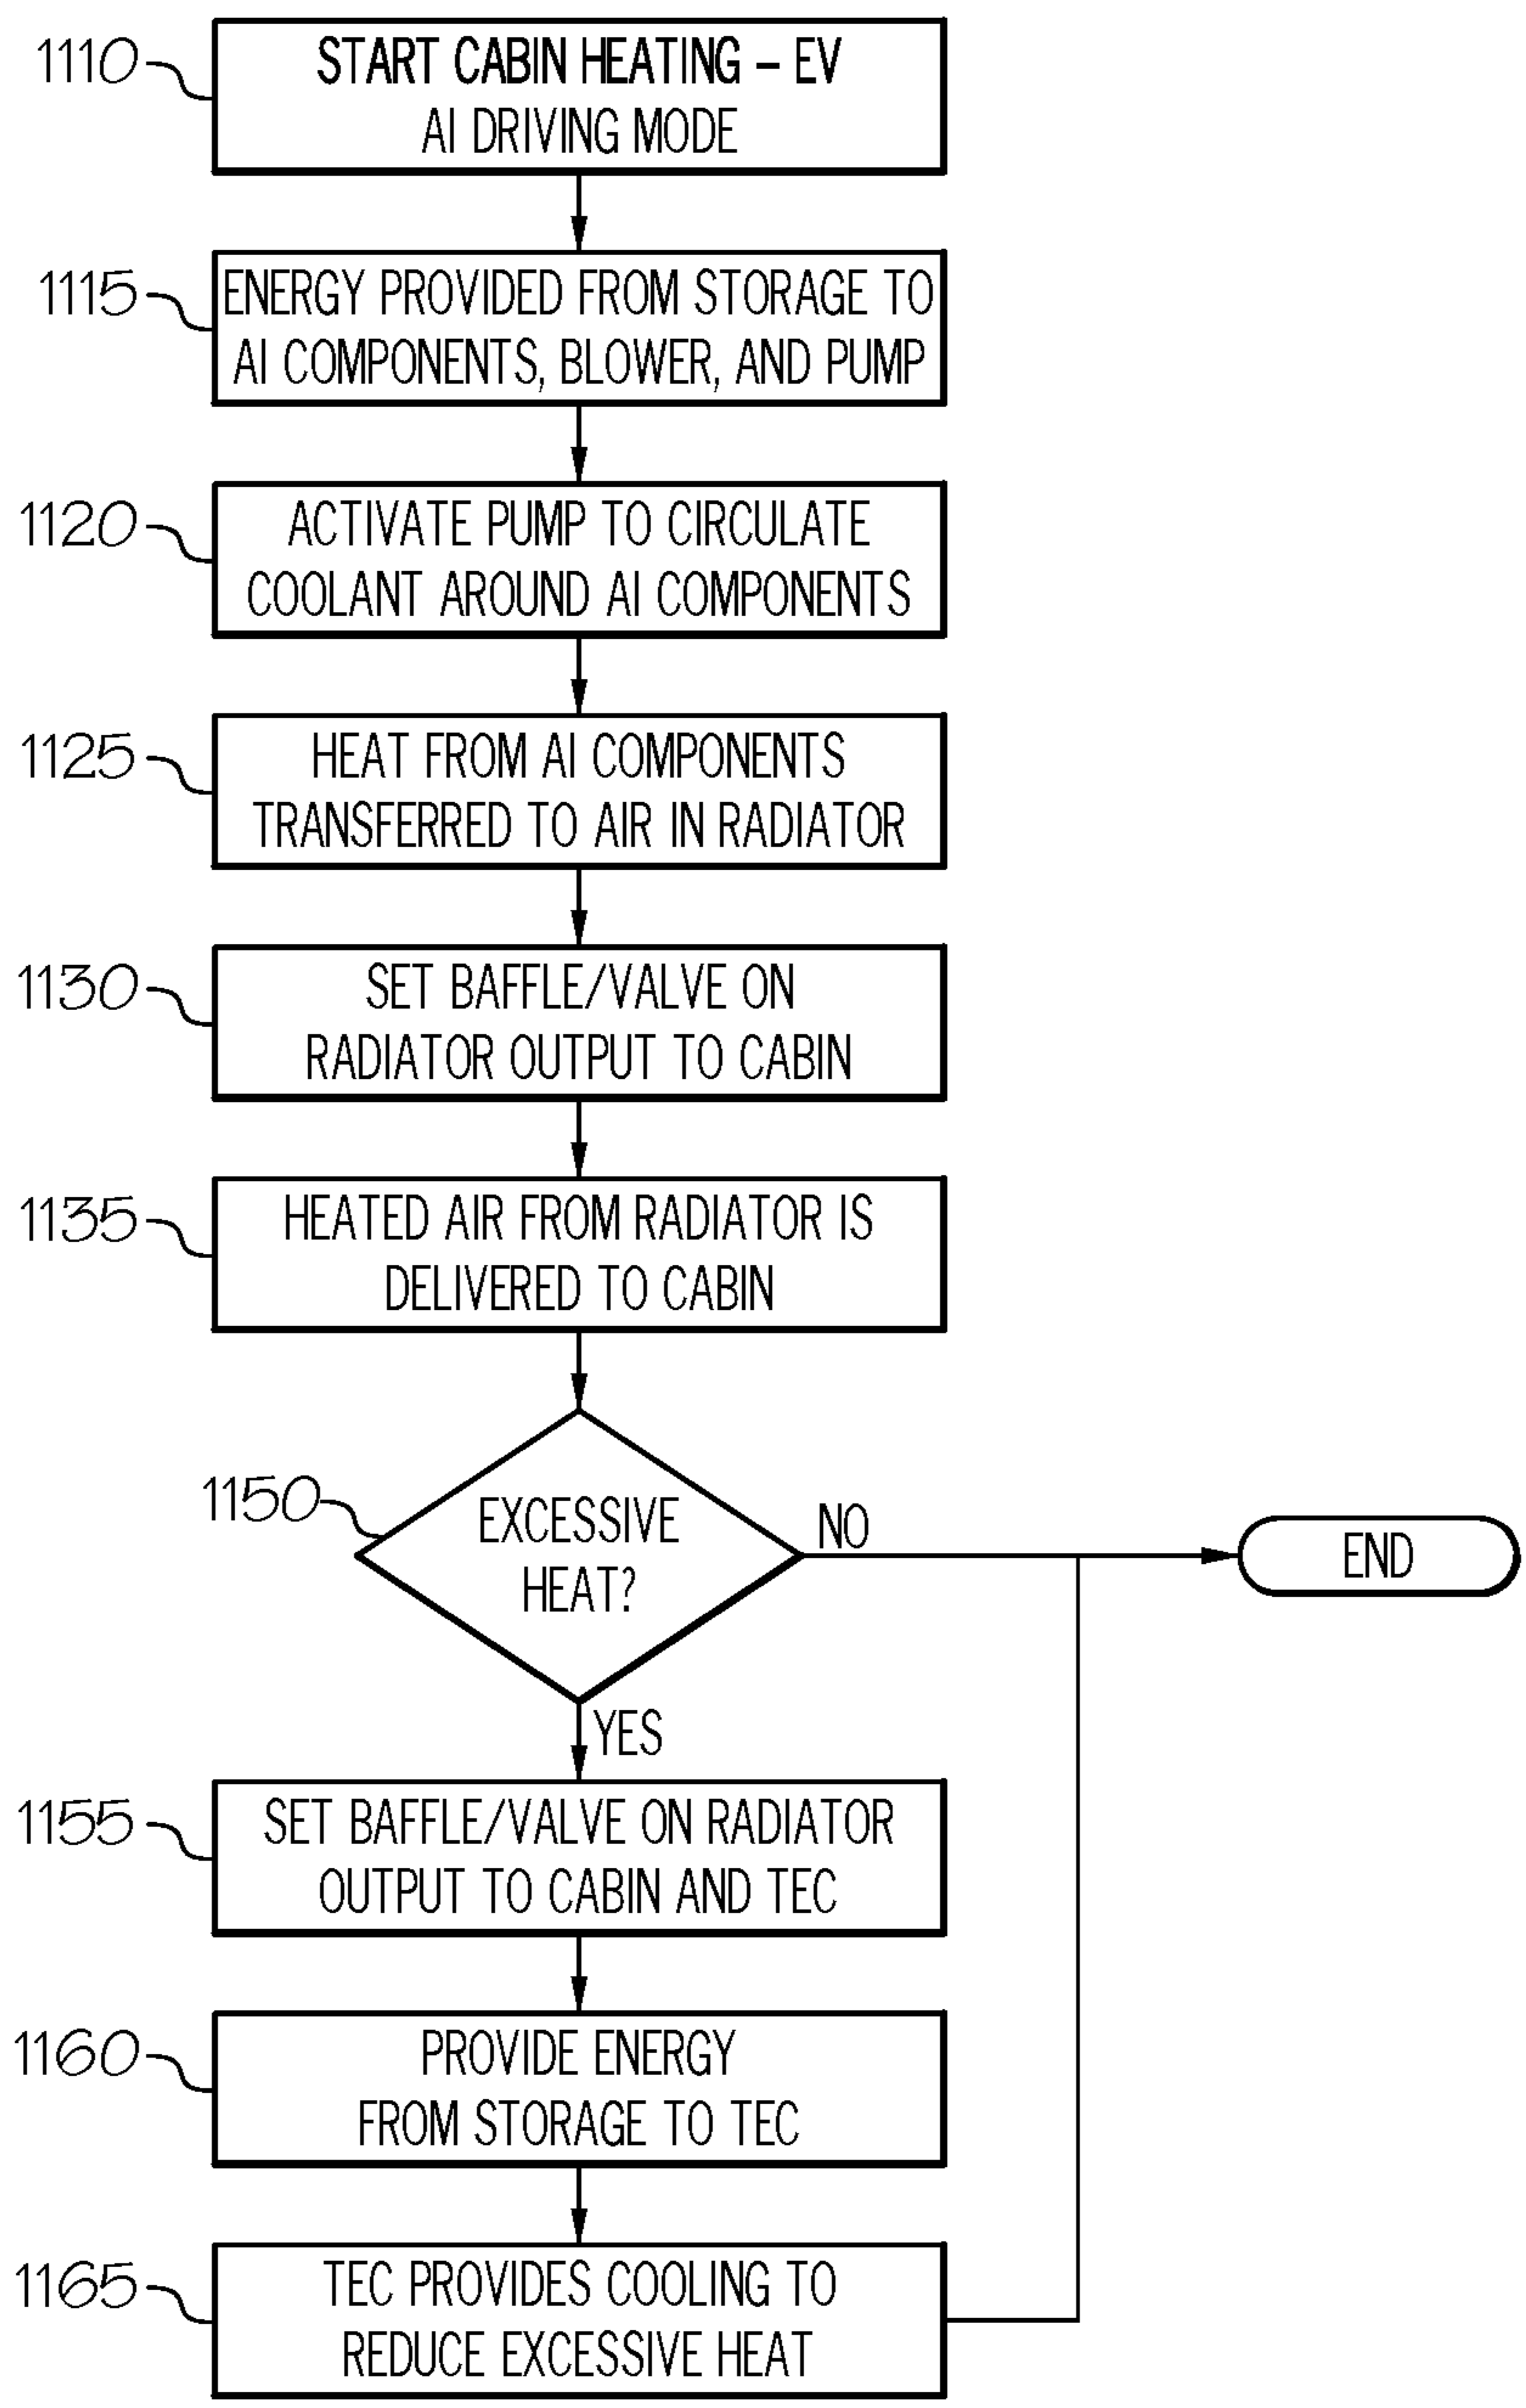 1110
START CABIN HEATING – EV
AI DRIVING MODE
1115
ENERGY PROVIDED FROM STORAGE TO
AI COMPONENTS, BLOWER, AND PUMP
1120
ACTIVATE PUMP TO CIRCULATE
COOLANT AROUND AI COMPONENTS
1125
HEAT FROM AI COMPONENTS
TRANSFERRED TO AIR IN RADIATOR
1130
SET BAFFLE/VALVE ON
RADIATOR OUTPUT TO CABIN
1135
HEATED AIR FROM RADIATOR IS
DELIVERED TO CABIN
1150
EXCESSIVE
HEAT?
NO
END
YES
1155
SET BAFFLE/VALVE ON RADIATOR
OUTPUT TO CABIN AND TEC
1160
PROVIDE ENERGY
FROM STORAGE TO TEC
1165
TEC PROVIDES COOLING TO
REDUCE EXCESSIVE HEAT